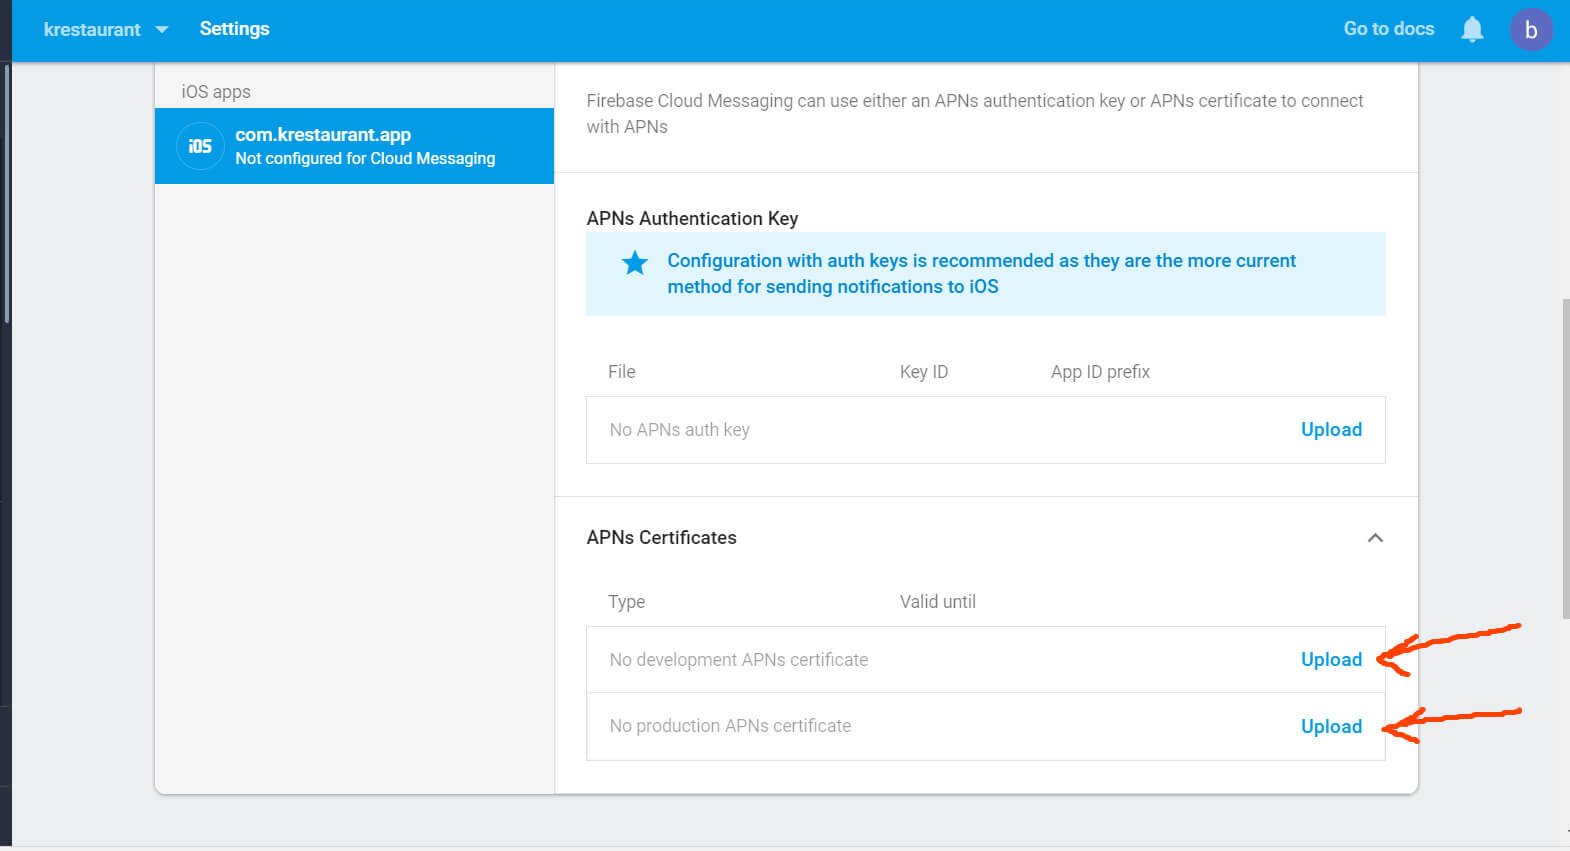 krestaurant
Settings
Go to docs
b
iOS apps
iOS
com.krestaurant.app
Not configured for Cloud Messaging
Firebase Cloud Messaging can use either an APNs authentication key or APNs certificate to connect
with APNs
APNs Authentication Key
Configuration with auth keys is recommended as they are the more current
method for sending notifications to iOS
File
Key ID
App ID prefix
No APNs auth key
Upload
APNs Certificates
Type
Valid until
No development APNs certificate
Upload
No production APNs certificate
Upload